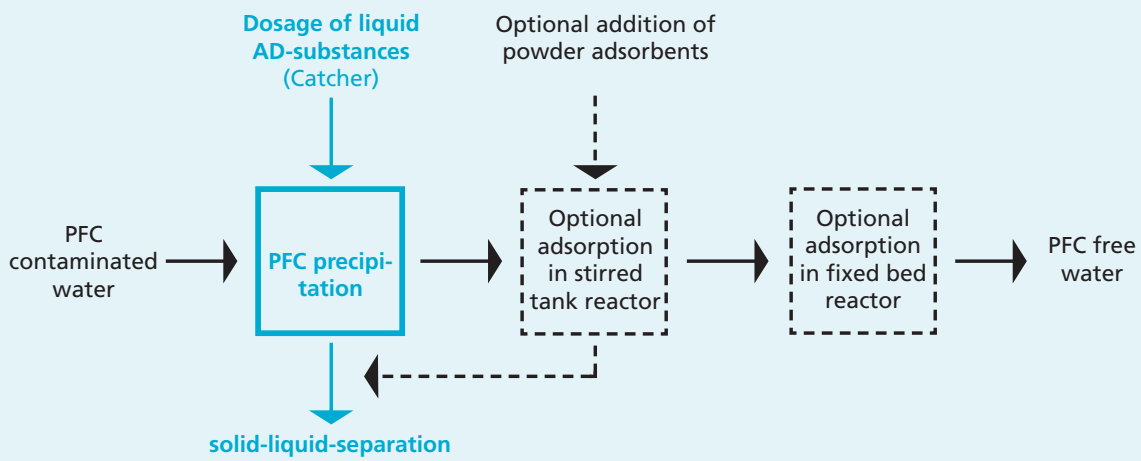 Dosage of liquid
AD-substances
(Catcher)
Optional addition of
powder adsorbents
PFC
contaminated
water
PFC precipi-
tation
Optional
adsorption
in stirred
tank reactor
Optional
adsorption
in fixed bed
reactor
PFC free
water
solid-liquid-separation